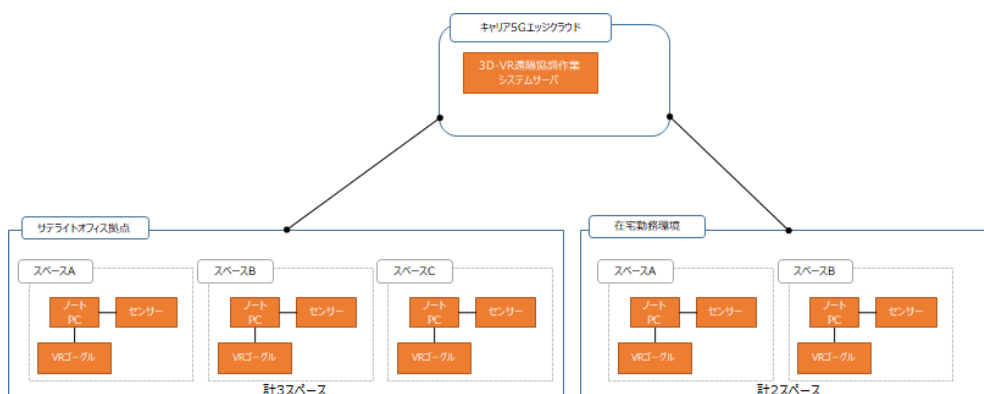 キャリア5Gエッジクラウド
3D-VR遠隔協調作業
システムサーバ
サテライトオフィス拠点
在宅勤務環境
スペースA
スペースB
スペースC
スペースA
スペースB
ノート
PC
センサー
ノート
PC
センサー
ノート
PC
センサー
ノート
PC
センサー
ノート
PC
センサー
VRゴーグル
VRゴーグル
VRゴーグル
VRゴーグル
VRゴーグル
計3スペース
計2スペース